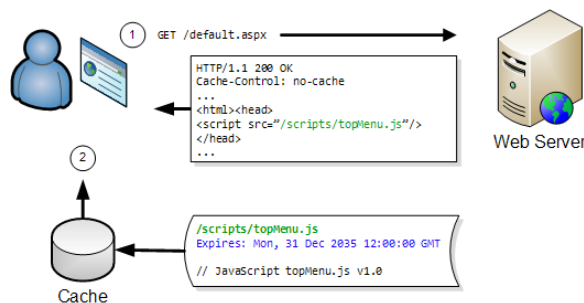 1 GET /default.aspx
HTTP/1.1 200 OK
Cache-Control: no-cache
...
<html><head>
<script src="/scripts/topMenu.js"/>
</head>
...
Web Server
2
/scripts/topMenu.js
Expires: Mon, 31 Dec 2035 12:00:00 GMT
// JavaScript topMenu.js v1.0
Cache